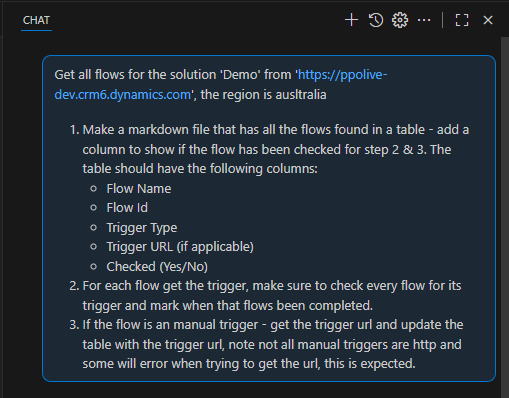 CHAT
Get all flows for the solution 'Demo' from 'https://ppolive-
dev.crm6.dynamics.com', the region is ausltralia
1. Make a markdown file that has all the flows found in a table - add a
column to show if the flow has been checked for step 2 & 3. The
table should have the following columns:
Flow Name
Flow Id
Trigger Type
Trigger URL (if applicable)
Checked (Yes/No)
2. For each flow get the trigger, make sure to check every flow for its
trigger and mark when that flows been completed.
3. If the flow is an manual trigger - get the trigger url and update the
table with the trigger url, note not all manual triggers are http and
some will error when trying to get the url, this is expected.